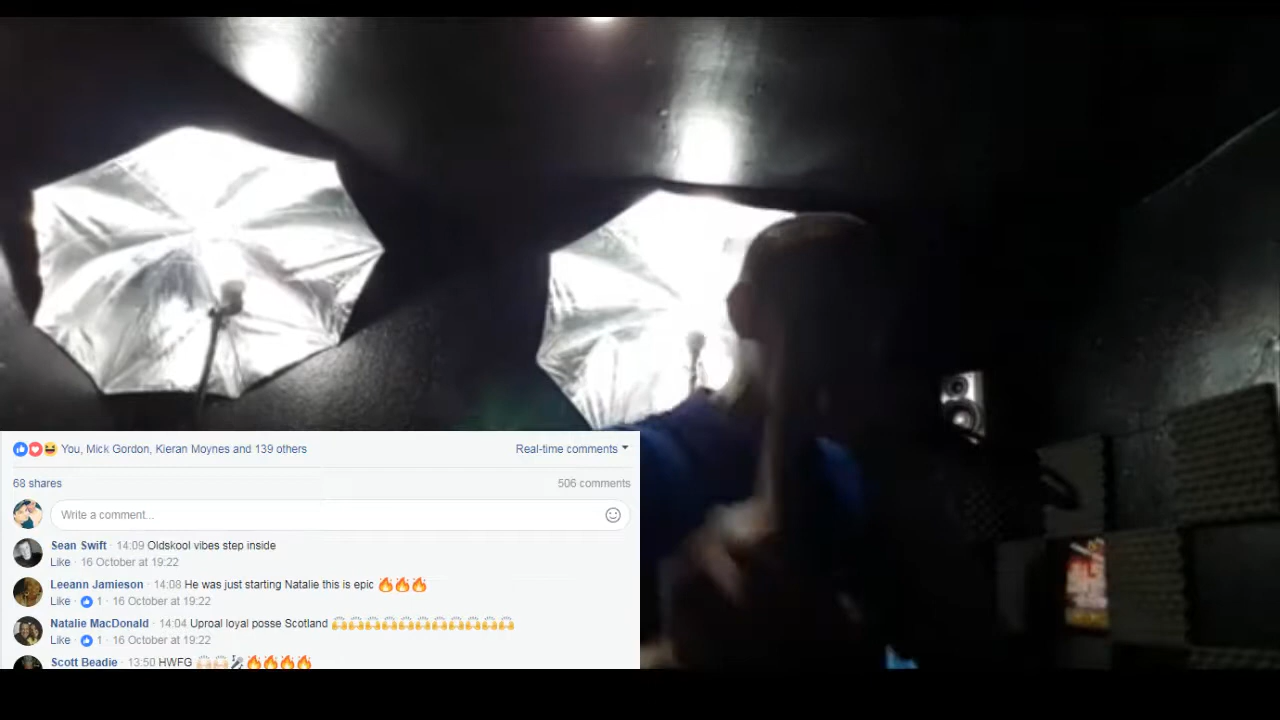 You, Mick Gordon, Kieran Moynes and 139 others Real-time comments
68 shares 506 comments
Write a comment...
Sean Swift · 14:09 Oldskool vibes step inside
Like · 16 October at 19:22
Leeann Jamieson · 14:08 He was just starting Natalie this is epic 🔥🔥🔥
Like · 1 · 16 October at 19:22
Natalie MacDonald · 14:04 Uproal loyal posse Scotland 🙌🙌🙌🙌🙌🙌🙌🙌🙌🙌🙌
Like · 1 · 16 October at 19:22
Scott Beadie · 13:50 HWFG 🙌🙌🎤🔥🔥🔥🔥